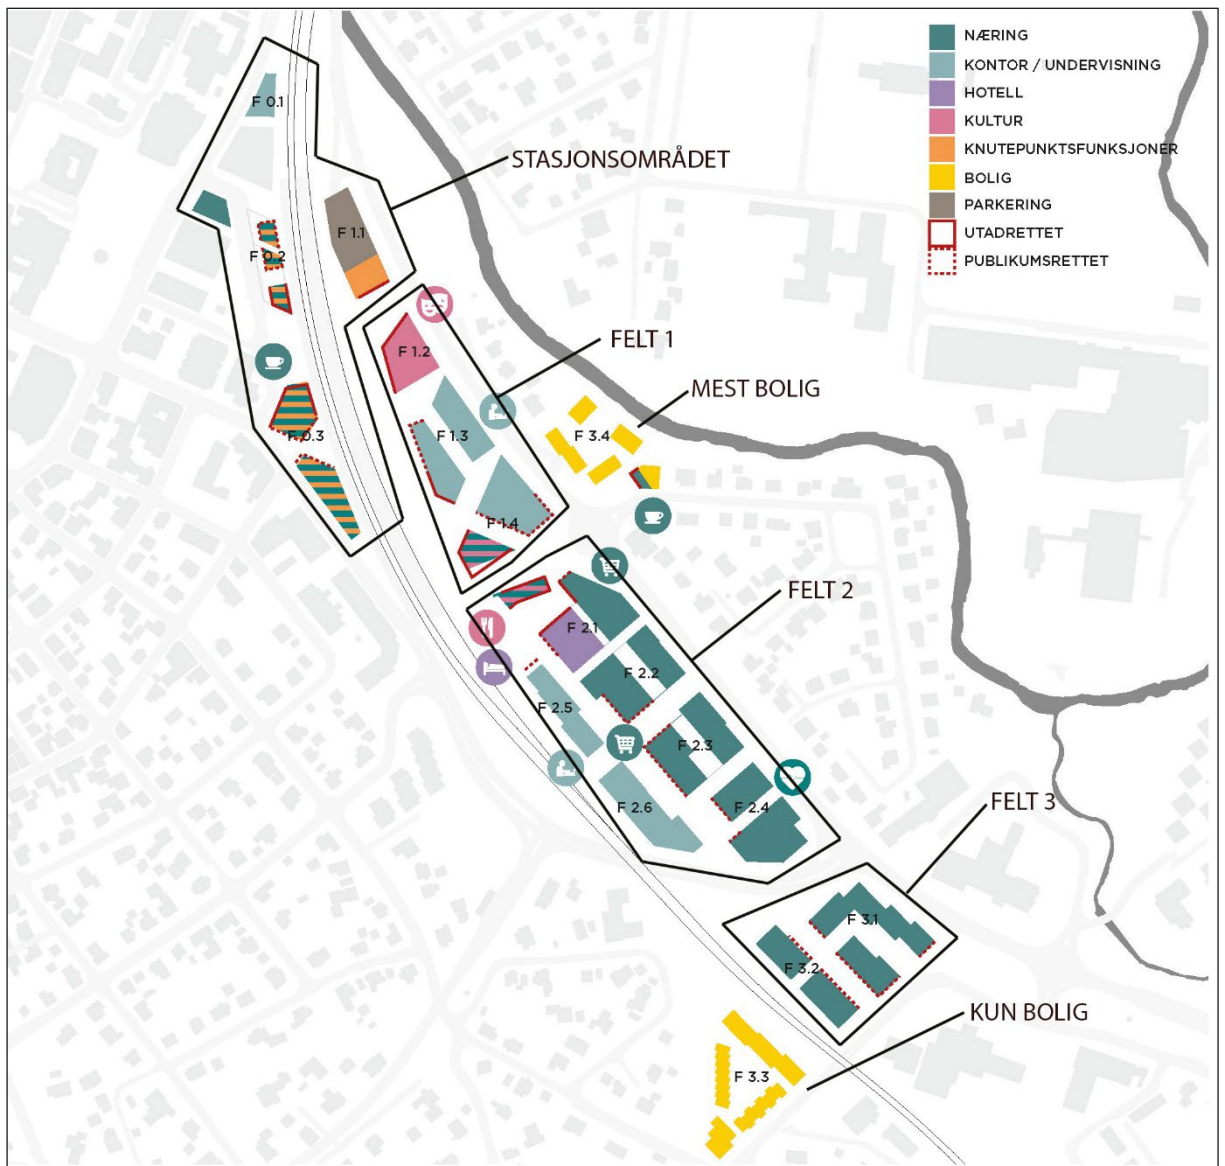 NÆRING
KONTOR / UNDERVISNING
HOTELL
KULTUR
KNUTEPUNKTSFUNKSJONER
BOLIG
PARKERING
UTADRETTET
PUBLIKUMSRETTET
F 0.1
STASJONSOMRÅDET
F 1.1
F 0.2
FELT 1
F 1.2
MEST BOLIG
F 0.3
F 1.3
F 3.4
F 1.4
FELT 2
F 2.1
F 2.2
F 2.5
F 2.3
F 2.6
F 2.4
FELT 3
F 3.1
F 3.2
KUN BOLIG
F 3.3